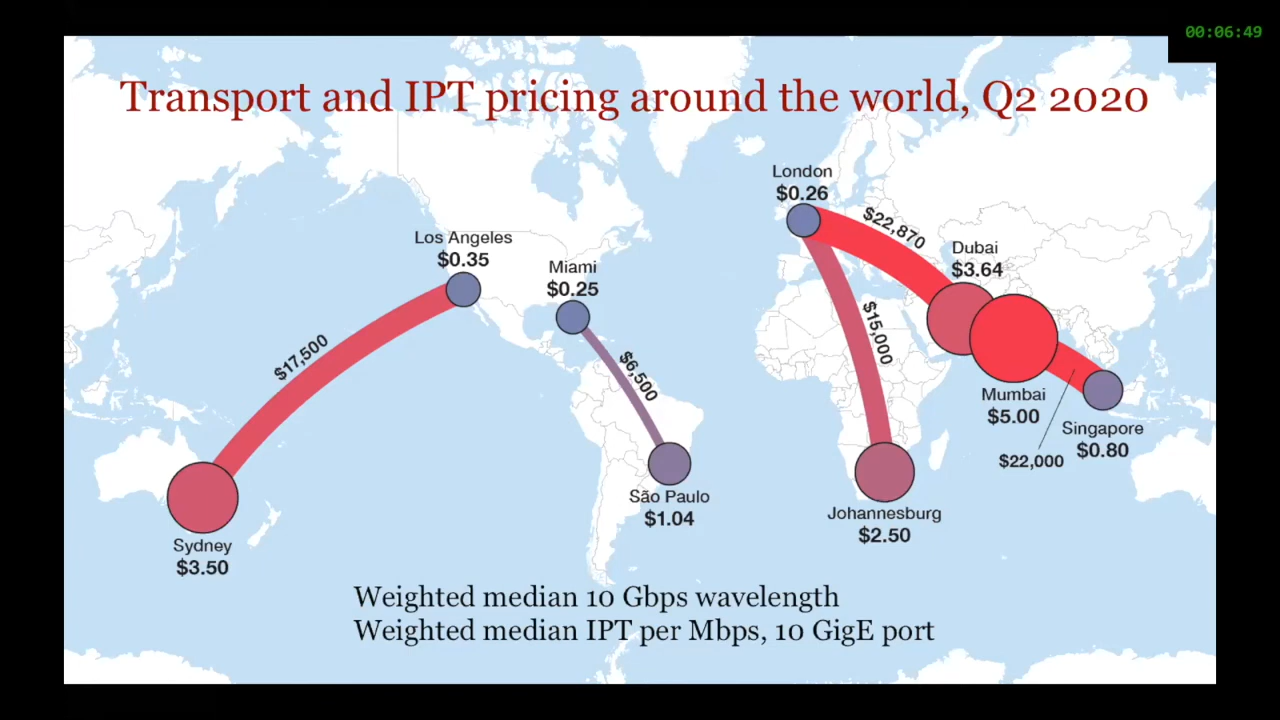 00:06:49
Transport and IPT pricing around the world, Q2 2020
London
$0.26
$22,870
Los Angeles
$0.35
Dubai
$3.64
Miami
$0.25
$15,000
$17,500
$6,500
Mumbai
$5.00
Singapore
$0.80
$22,000
São Paulo
$1.04
Johannesburg
$2.50
Sydney
$3.50
Weighted median 10 Gbps wavelength
Weighted median IPT per Mbps, 10 GigE port